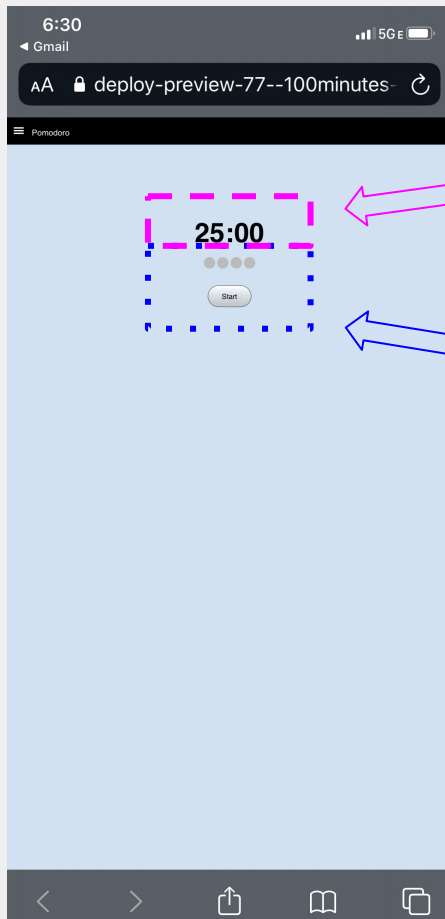 6:30
5G E
◀ Gmail
AA deploy-preview-77--100minutes-
Pomodoro
25:00
Start